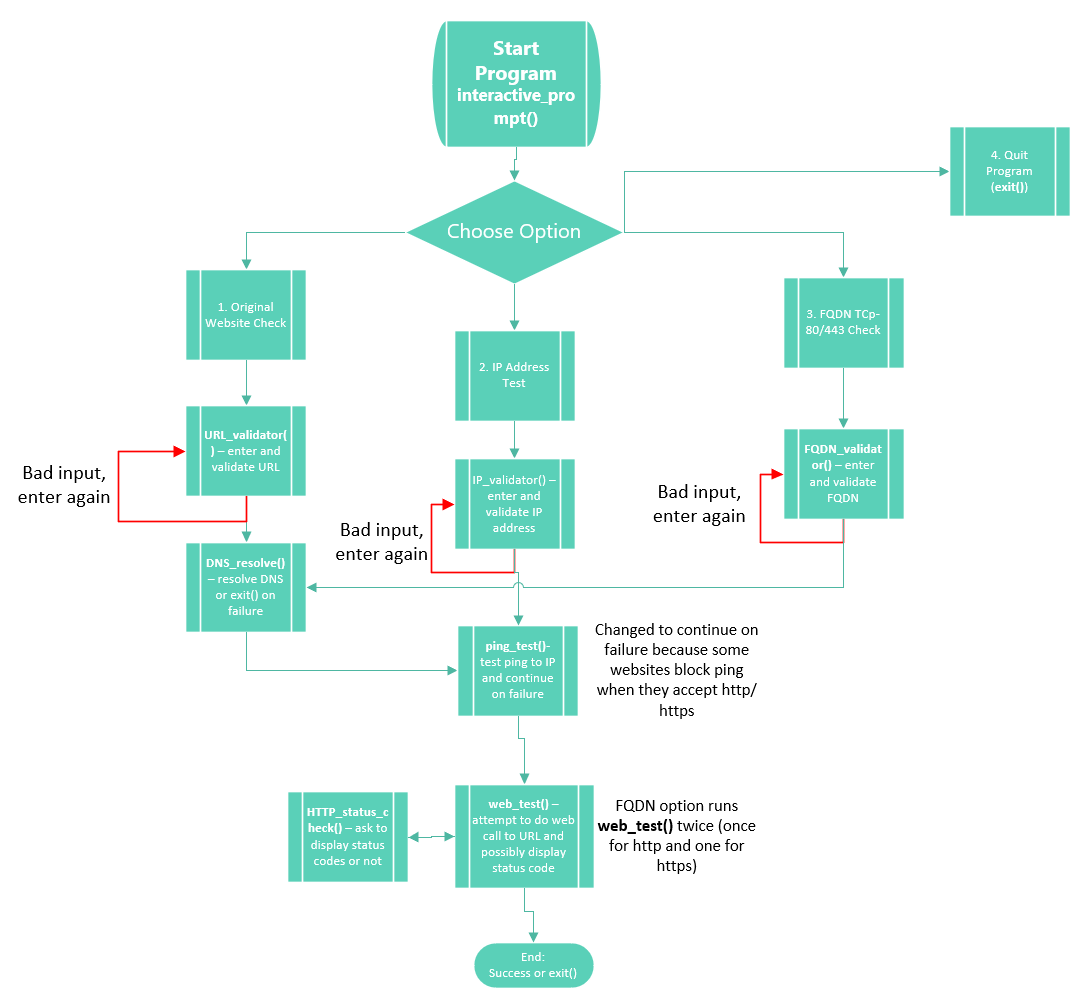 Start
Program
interactive_pro
mpt()
4. Quit
Program
(exit())
Choose Option
1. Original
Website Check
3. FQDN TCp-
80/443 Check
2. IP Address
Test
URL_validator(
) – enter and
validate URL
Bad input,
enter again
FQDN_validat
or() – enter
and validate
FQDN
Bad input,
enter again
IP_validator() –
enter and
validate IP
address
Bad input,
enter again
DNS_resolve()
– resolve DNS
or exit() on
failure
ping_test()-
test ping to IP
and continue
on failure
Changed to continue on
failure because some
websites block ping
when they accept http/
https
HTTP_status_c
heck() – ask to
display status
codes or not
web_test() –
attempt to do web
call to URL and
possibly display
status code
FQDN option runs
web_test() twice (once
for http and one for
https)
End:
Success or exit()